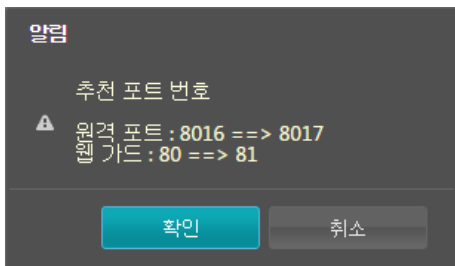 알림
추천 포트 번호
원격 포트 : 8016 ==> 8017
웹 가드 : 80 ==> 81
확인
취소